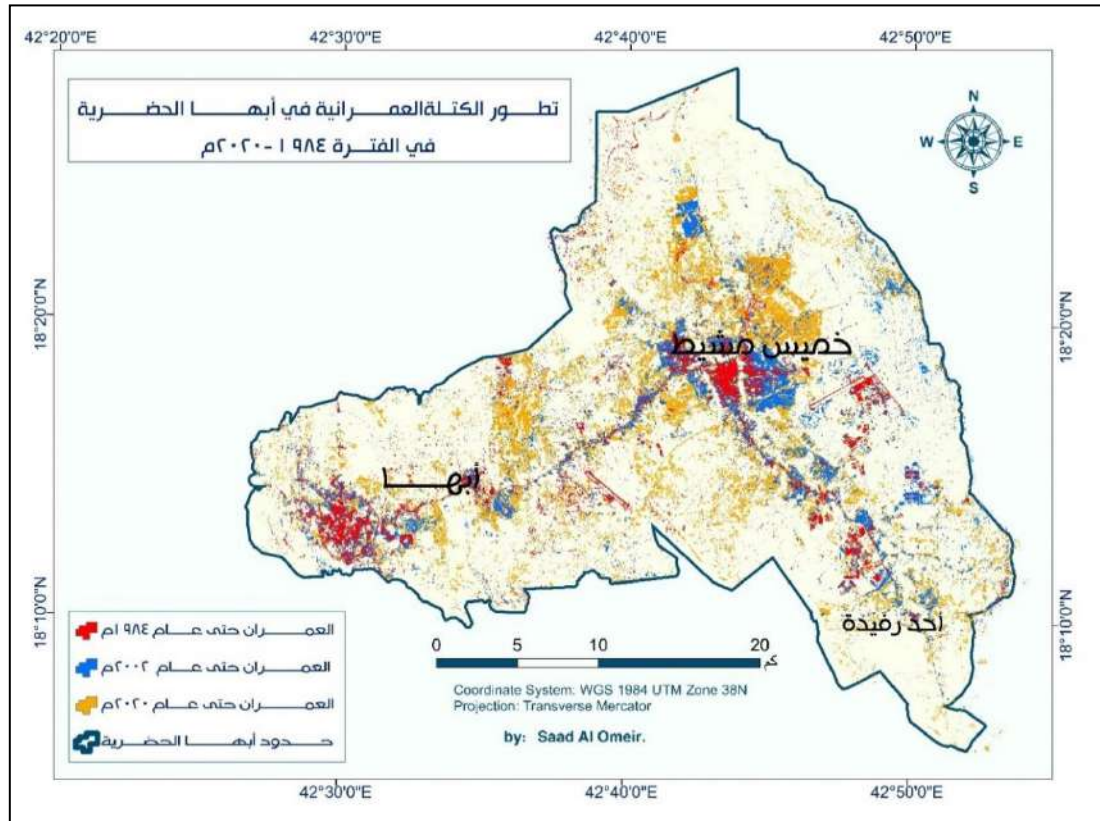 42°20'0"E 42°30'0"E 42°40'0"E 42°50'0"E
تطور الكتلة العمرانية في أبها الحضرية
في الفترة ١٩٨٤-٢٠٢٠م
N
W E
S
18°20'0"N 18°20'0"N
خميس مشيط
أبها
18°10'0"N 18°10'0"N
أحد رفيدة
العمران حتى عام ١٩٨٤م
العمران حتى عام ٢٠٠٢م
العمران حتى عام ٢٠٢٠م
حدود أبها الحضرية
0 5 10 20
كم
Coordinate System: WGS 1984 UTM Zone 38N
Projection: Transverse Mercator
by: Saad Al Omeir.
42°30'0"E 42°40'0"E 42°50'0"E